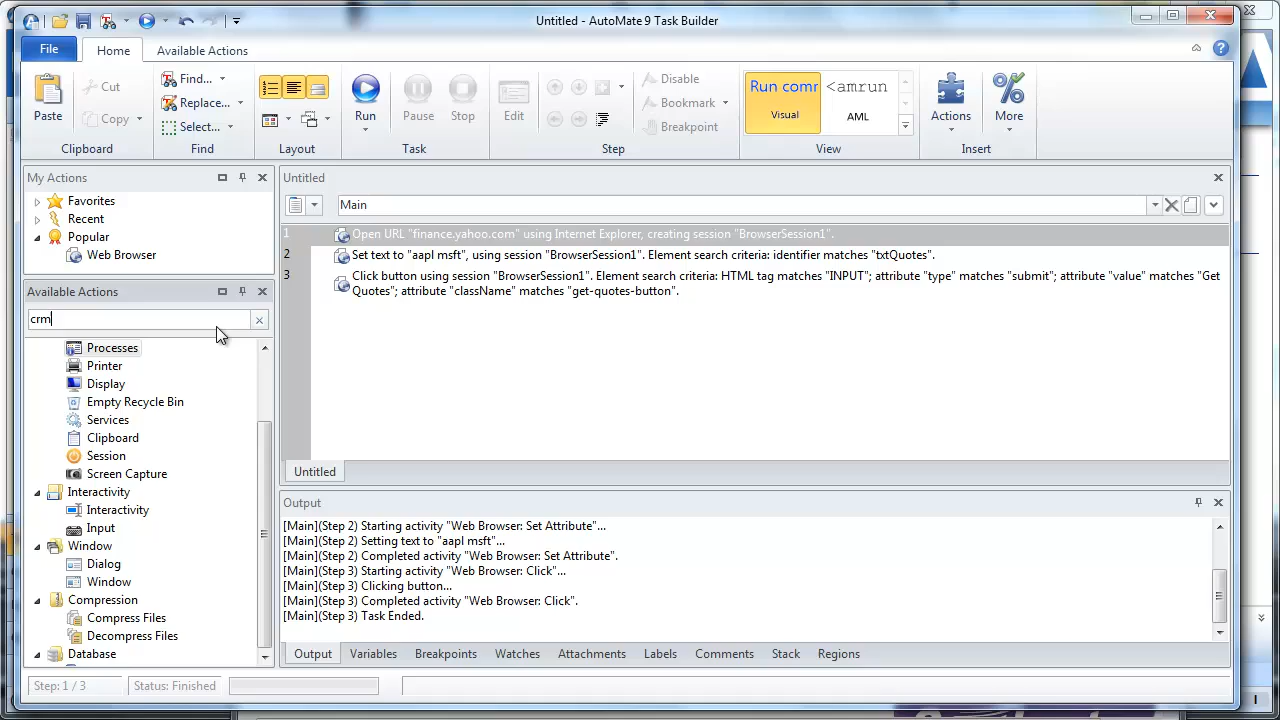 Untitled - AutoMate 9 Task Builder
File
Home
Available Actions
Paste
Cut
Copy
Clipboard
Find...
Replace...
Select...
Find
Layout
Run
Pause
Stop
Task
Edit
Disable
Bookmark
Breakpoint
Step
Run comr
Visual
<amrun
AML
View
Actions
More
Insert
My Actions
Favorites
Recent
Popular
Web Browser
Available Actions
crm
Processes
Printer
Display
Empty Recycle Bin
Services
Clipboard
Session
Screen Capture
Interactivity
Interactivity
Input
Window
Dialog
Window
Compression
Compress Files
Decompress Files
Database
Untitled
Main
1 Open URL "finance.yahoo.com" using Internet Explorer, creating session "BrowserSession1".
2 Set text to "aapl msft", using session "BrowserSession1". Element search criteria: identifier matches "txtQuotes".
3 Click button using session "BrowserSession1". Element search criteria: HTML tag matches "INPUT"; attribute "type" matches "submit"; attribute "value" matches "Get
Quotes"; attribute "className" matches "get-quotes-button".
Untitled
Output
[Main](Step 2) Starting activity "Web Browser: Set Attribute"...
[Main](Step 2) Setting text to "aapl msft"...
[Main](Step 2) Completed activity "Web Browser: Set Attribute".
[Main](Step 3) Starting activity "Web Browser: Click"...
[Main](Step 3) Clicking button...
[Main](Step 3) Completed activity "Web Browser: Click".
[Main](Step 3) Task Ended.
Output Variables Breakpoints Watches Attachments Labels Comments Stack Regions
Step: 1 / 3
Status: Finished